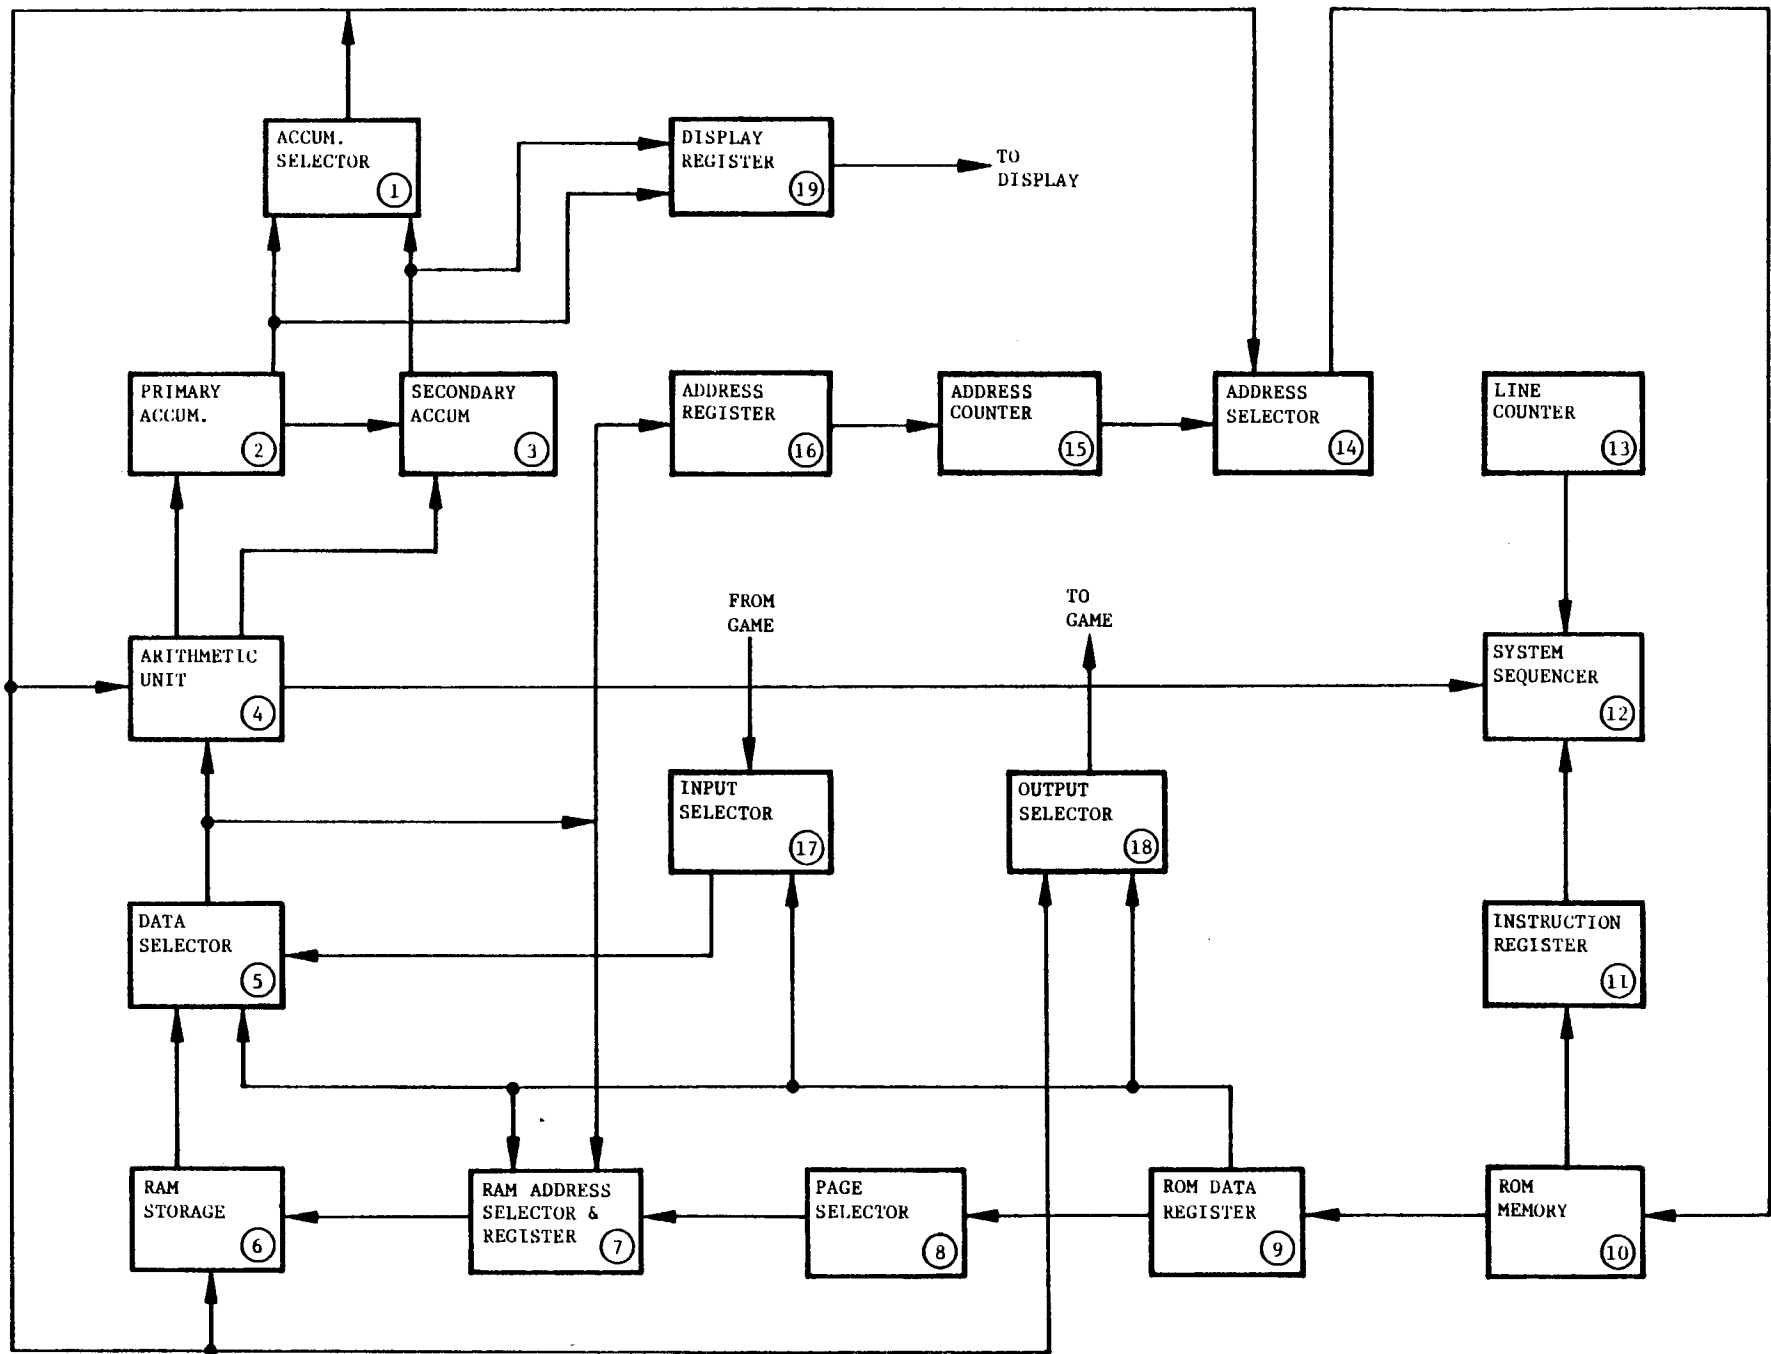 ACCUM.
SELECTOR
1
DISPLAY
REGISTER
19
TO
DISPLAY
PRIMARY
ACCUM.
2
SECONDARY
ACCUM
3
ADDRESS
REGISTER
16
ADDRESS
COUNTER
15
ADDRESS
SELECTOR
14
LINE
COUNTER
13
ARITHMETIC
UNIT
4
FROM
GAME
TO
GAME
SYSTEM
SEQUENCER
12
INPUT
SELECTOR
17
OUTPUT
SELECTOR
18
DATA
SELECTOR
5
INSTRUCTION
REGISTER
11
RAM
STORAGE
6
RAM ADDRESS
SELECTOR &
REGISTER
7
PAGE
SELECTOR
8
ROM DATA
REGISTER
9
ROM
MEMORY
10